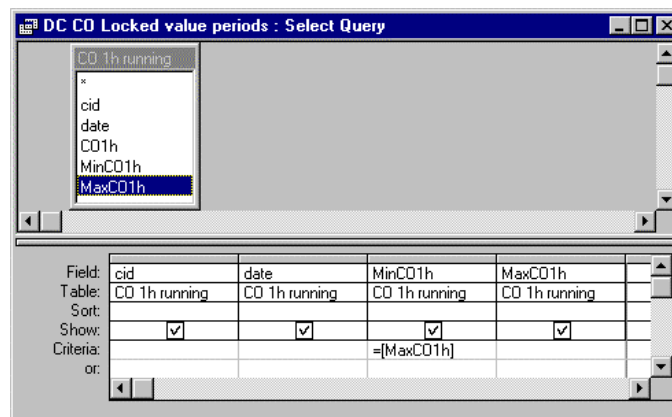 DC CO Locked value periods : Select Query
CO 1h running
*
cid
date
CO1h
MinCO1h
MaxCO1h
Field: cid date MinCO1h MaxCO1h
Table: CO 1h running CO 1h running CO 1h running CO 1h running
Sort:
Show:
Criteria: =[MaxCO1h]
or: